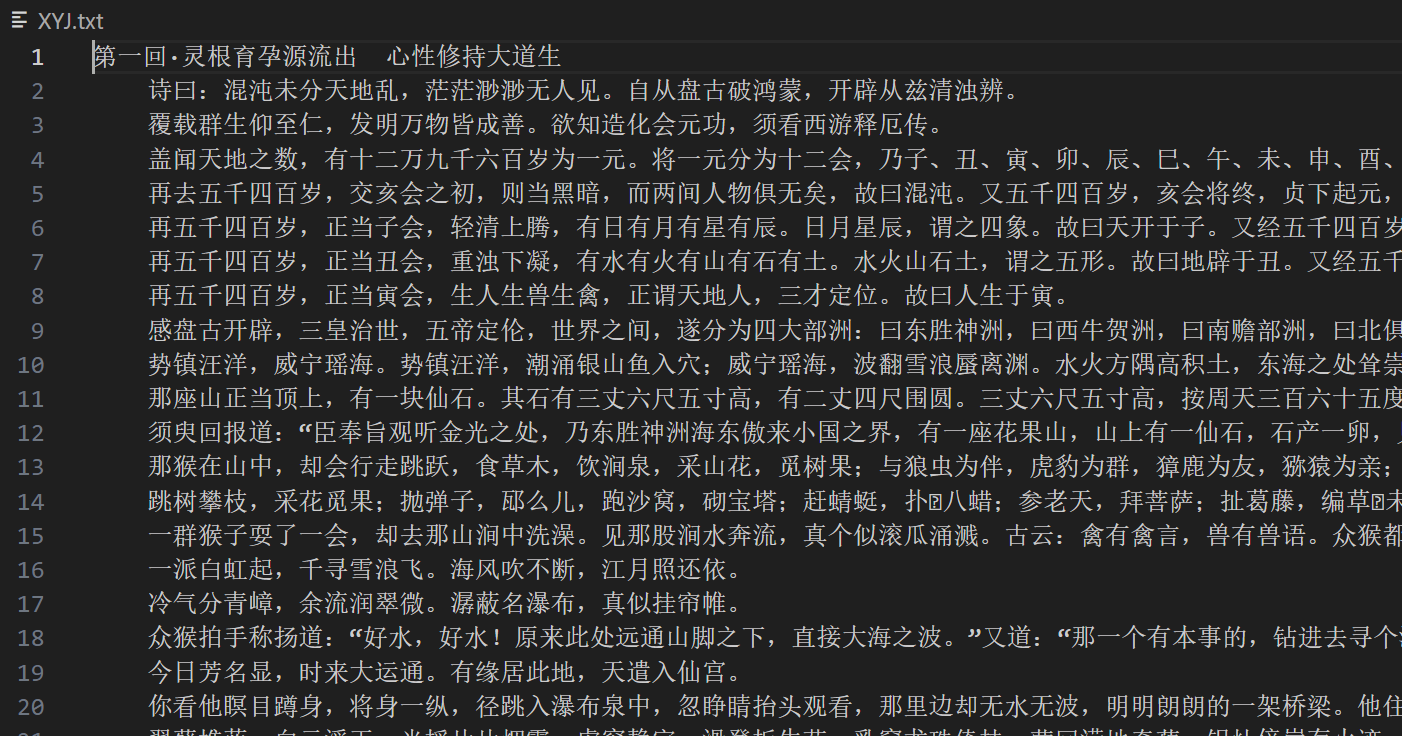 XYJ.txt
1 第一回·灵根育孕源流出 心性修持大道生
2 诗曰：混沌未分天地乱，茫茫渺渺无人见。自从盘古破鸿蒙，开辟从兹清浊辨。
3 覆载群生仰至仁，发明万物皆成善。欲知造化会元功，须看西游释厄传。
4 盖闻天地之数，有十二万九千六百岁为一元。将一元分为十二会，乃子、丑、寅、卯、辰、巳、午、未、申、酉、
5 再去五千四百岁，交亥会之初，则当黑暗，而两间人物俱无矣，故曰混沌。又五千四百岁，亥会将终，贞下起元，
6 再五千四百岁，正当子会，轻清上腾，有日有月有星有辰。日月星辰，谓之四象。故曰天开于子。又经五千四百岁
7 再五千四百岁，正当丑会，重浊下凝，有水有火有山有石有土。水火山石土，谓之五形。故曰地辟于丑。又经五千
8 再五千四百岁，正当寅会，生人生兽生禽，正谓天地人，三才定位。故曰人生于寅。
9 感盘古开辟，三皇治世，五帝定伦，世界之间，遂分为四大部洲：曰东胜神洲，曰西牛贺洲，曰南赡部洲，曰北俱
10 势镇汪洋，威宁瑶海。势镇汪洋，潮涌银山鱼入穴；威宁瑶海，波翻雪浪蜃离渊。水火方隅高积土，东海之处耸崇
11 那座山正当顶上，有一块仙石。其石有三丈六尺五寸高，有二丈四尺围圆。三丈六尺五寸高，按周天三百六十五度
12 须臾回报道：“臣奉旨观听金光之处，乃东胜神洲海东傲来小国之界，有一座花果山，山上有一仙石，石产一卵，
13 那猴在山中，却会行走跳跃，食草木，饮涧泉，采山花，觅树果；与狼虫为伴，虎豹为群，獐鹿为友，猕猿为亲；
14 跳树攀枝，采花觅果；抛弹子，邷么儿，跑沙窝，砌宝塔；赶蜻蜓，扑八蜡；参老天，拜菩萨；扯葛藤，编草未
15 一群猴子耍了一会，却去那山涧中洗澡。见那股涧水奔流，真个似滚瓜涌溅。古云：禽有禽言，兽有兽语。众猴都
16 一派白虹起，千寻雪浪飞。海风吹不断，江月照还依。
17 冷气分青嶂，余流润翠微。潺蔽名瀑布，真似挂帘帷。
18 众猴拍手称扬道：“好水，好水！原来此处远通山脚之下，直接大海之波。”又道：“那一个有本事的，钻进去寻个
19 今日芳名显，时来大运通。有缘居此地，天遣入仙宫。
20 你看他瞑目蹲身，将身一纵，径跳入瀑布泉中，忽睁睛抬头观看，那里边却无水无波，明明朗朗的一架桥梁。他住